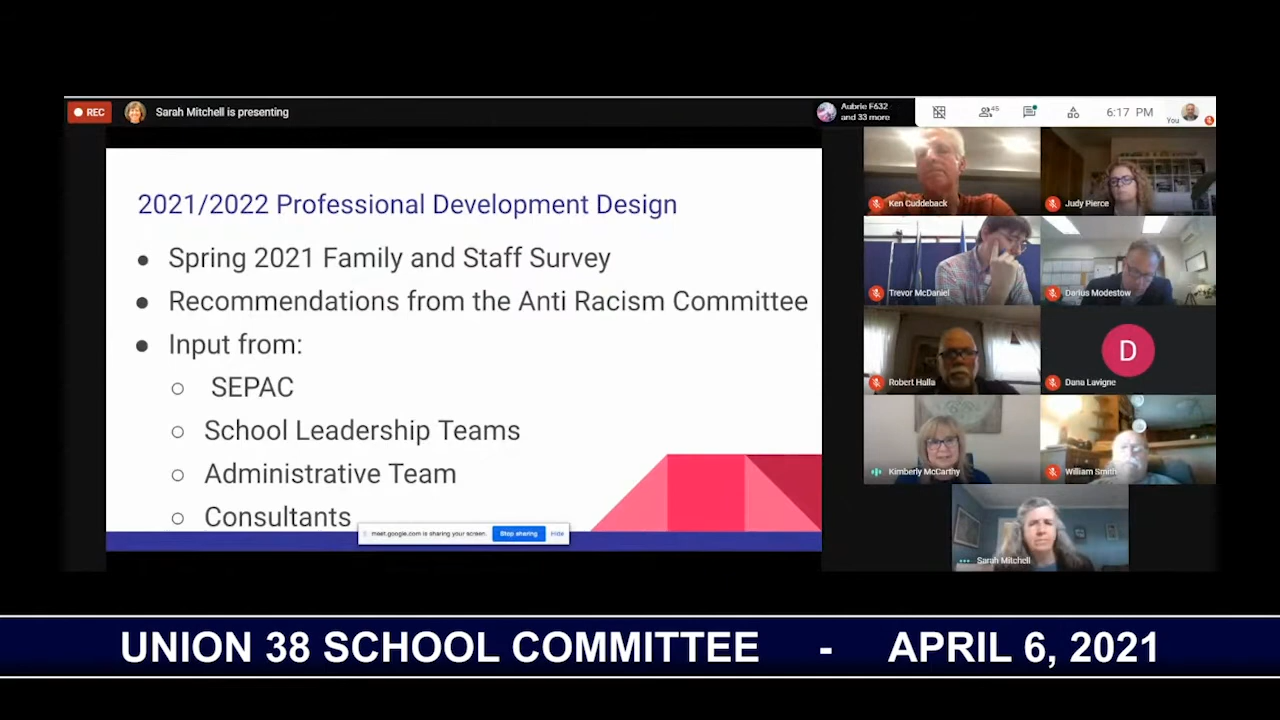 REC
Sarah Mitchell is presenting
Aubrie F632
and 33 more
45
6:17 PM
You
2021/2022 Professional Development Design
Spring 2021 Family and Staff Survey
Recommendations from the Anti Racism Committee
Input from:
SEPAC
School Leadership Teams
Administrative Team
Consultants
meet.google.com is sharing your screen.
Stop sharing
Hide
Ken Cuddeback
Judy Pierce
Trevor McDaniel
Darius Modestow
Robert Halla
D
Dana Lavigne
Kimberly McCarthy
William Smith
Sarah Mitchell
UNION 38 SCHOOL COMMITTEE - APRIL 6, 2021